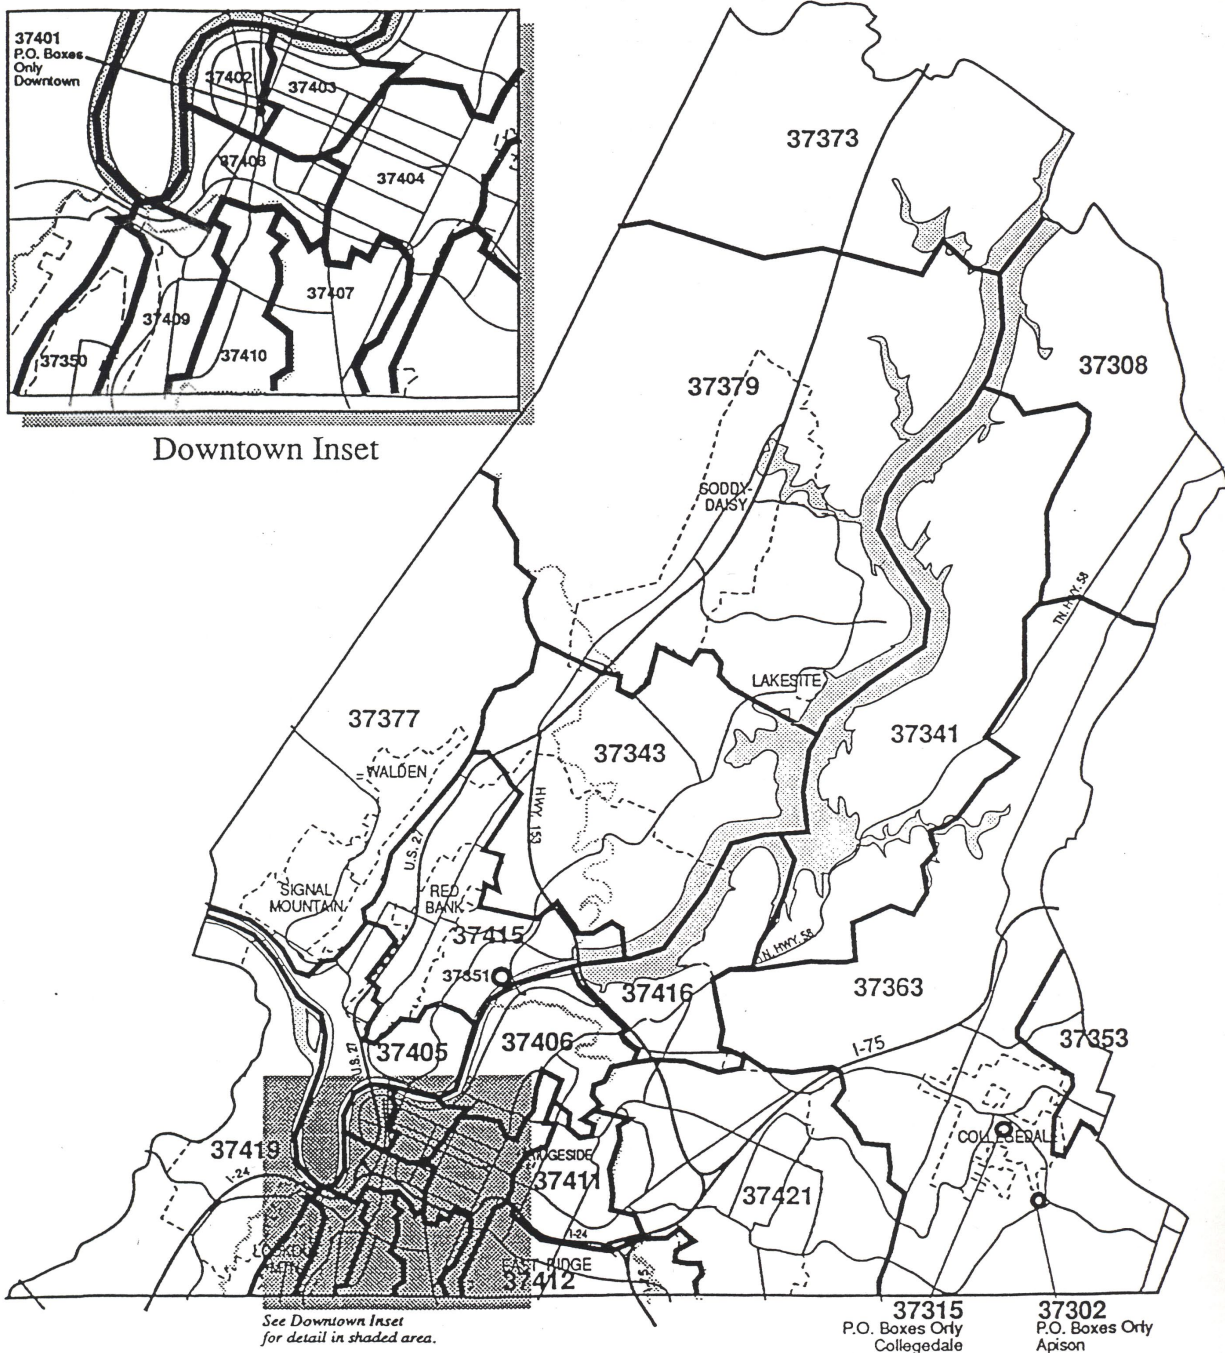 37401
P.O. Boxes
Only
Downtown
37402
37403
37408
37404
37407
37409
37350
37410
Downtown Inset
37373
37308
37379
SODDY-
DAISY
TN. HWY. 58
LAKESITE
37377
37341
37343
WALDEN
HWY. 153
U.S. 27
SIGNAL
MOUNTAIN
RED
BANK
37415
TN. HWY. 58
37351
37416
37363
37405
37406
I-75
37353
U.S. 27
COLLEGEDALE
37419
I-24
RIDGESIDE
37411
37421
I-24
LOOKOUT
MTN.
EAST RIDGE
37412
I-75
See Downtown Inset
for detail in shaded area.
37315
P.O. Boxes Only
Collegedale
37302
P.O. Boxes Only
Apison